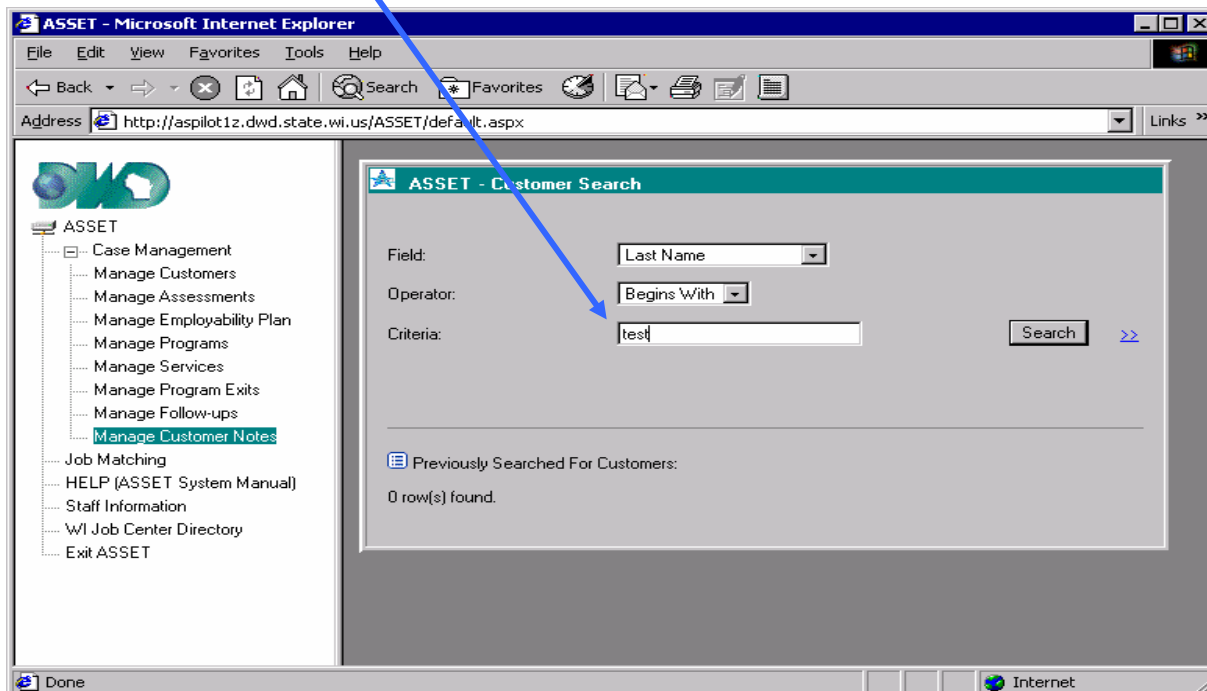 ASSET - Microsoft Internet Explorer
File Edit View Favorites Tools Help
Back Search Favorites
Address http://aspilot1z.dwd.state.wi.us/ASSET/default.aspx Links »
DWD
ASSET
Case Management
Manage Customers
Manage Assessments
Manage Employability Plan
Manage Programs
Manage Services
Manage Program Exits
Manage Follow-ups
Manage Customer Notes
Job Matching
HELP (ASSET System Manual)
Staff Information
WI Job Center Directory
Exit ASSET
ASSET - Customer Search
Field: Last Name
Operator: Begins With
Criteria: test Search >>
Previously Searched For Customers:
0 row(s) found.
Done Internet